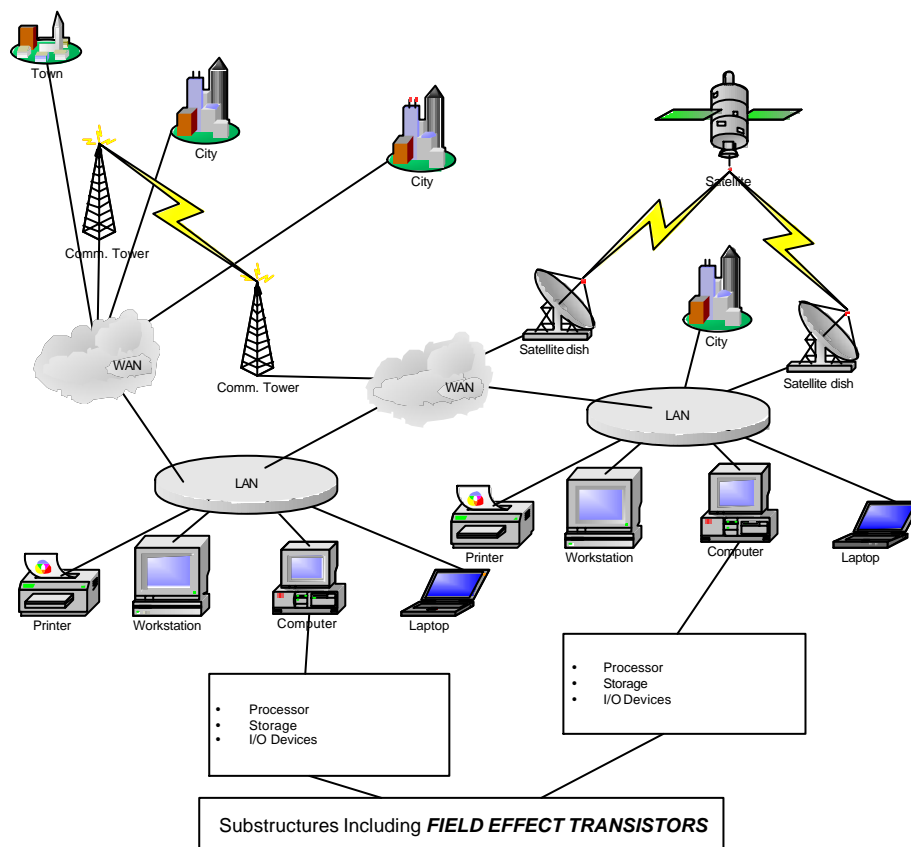 Town
City
City
Satellite
Comm. Tower
Comm. Tower
WAN
WAN
Satellite dish
City
Satellite dish
LAN
LAN
Printer
Workstation
Computer
Laptop
Printer
Workstation
Computer
Laptop
• Processor
• Storage
• I/O Devices
• Processor
• Storage
• I/O Devices
Substructures Including FIELD EFFECT TRANSISTORS